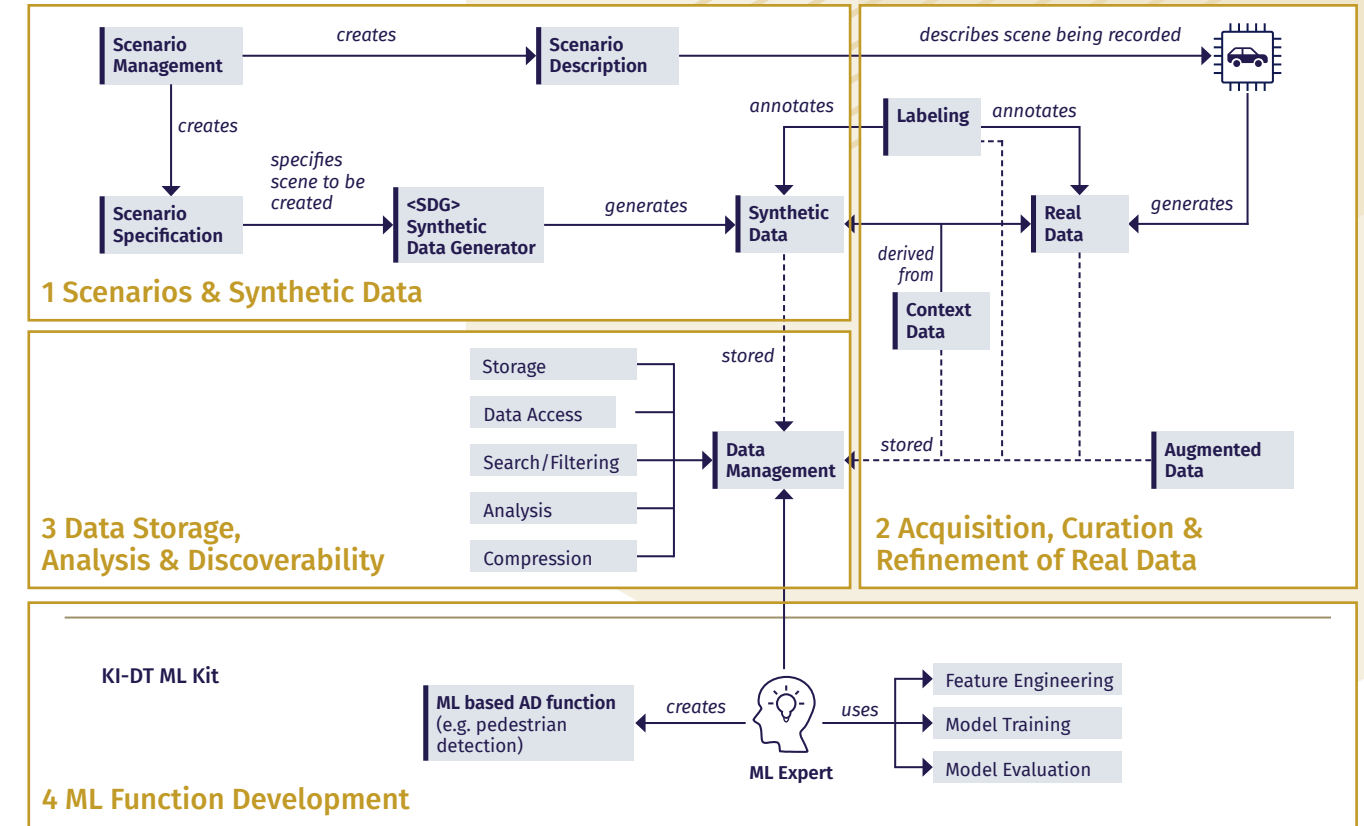 Scenario
Management
creates
Scenario
Description
describes scene being recorded
creates
annotates
Labeling
annotates
specifies
scene to be
created
Scenario
Specification
<SDG>
Synthetic
Data Generator
generates
Synthetic
Data
Real
Data
generates
derived
from
Context
Data
1 Scenarios & Synthetic Data
stored
Storage
Data Access
Search/Filtering
Analysis
Compression
Data
Management
stored
Augmented
Data
3 Data Storage,
Analysis & Discoverability
2 Acquisition, Curation &
Refinement of Real Data
KI-DT ML Kit
ML based AD function
(e.g. pedestrian
detection)
creates
ML Expert
uses
Feature Engineering
Model Training
Model Evaluation
4 ML Function Development